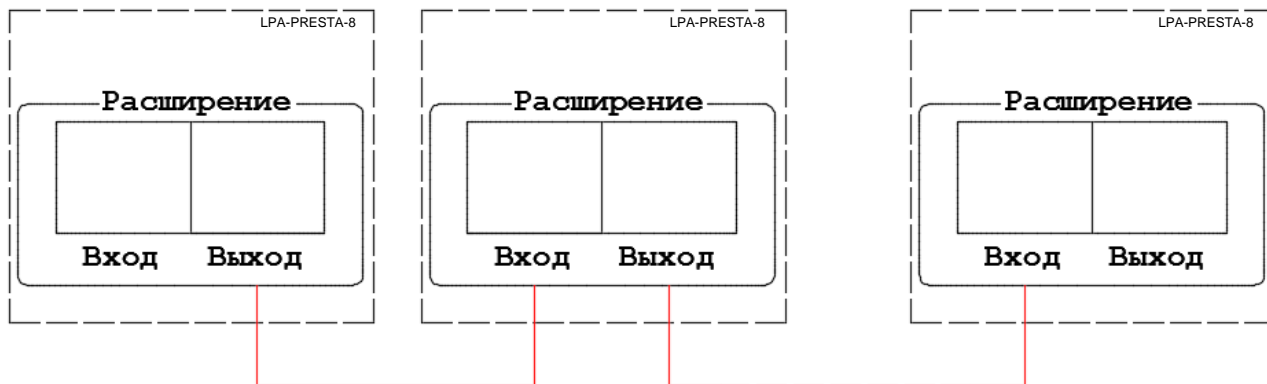 LPA-PRESTA-8 LPA-PRESTA-8 LPA-PRESTA-8
Расширение Расширение Расширение
Вход Выход Вход Выход Вход Выход